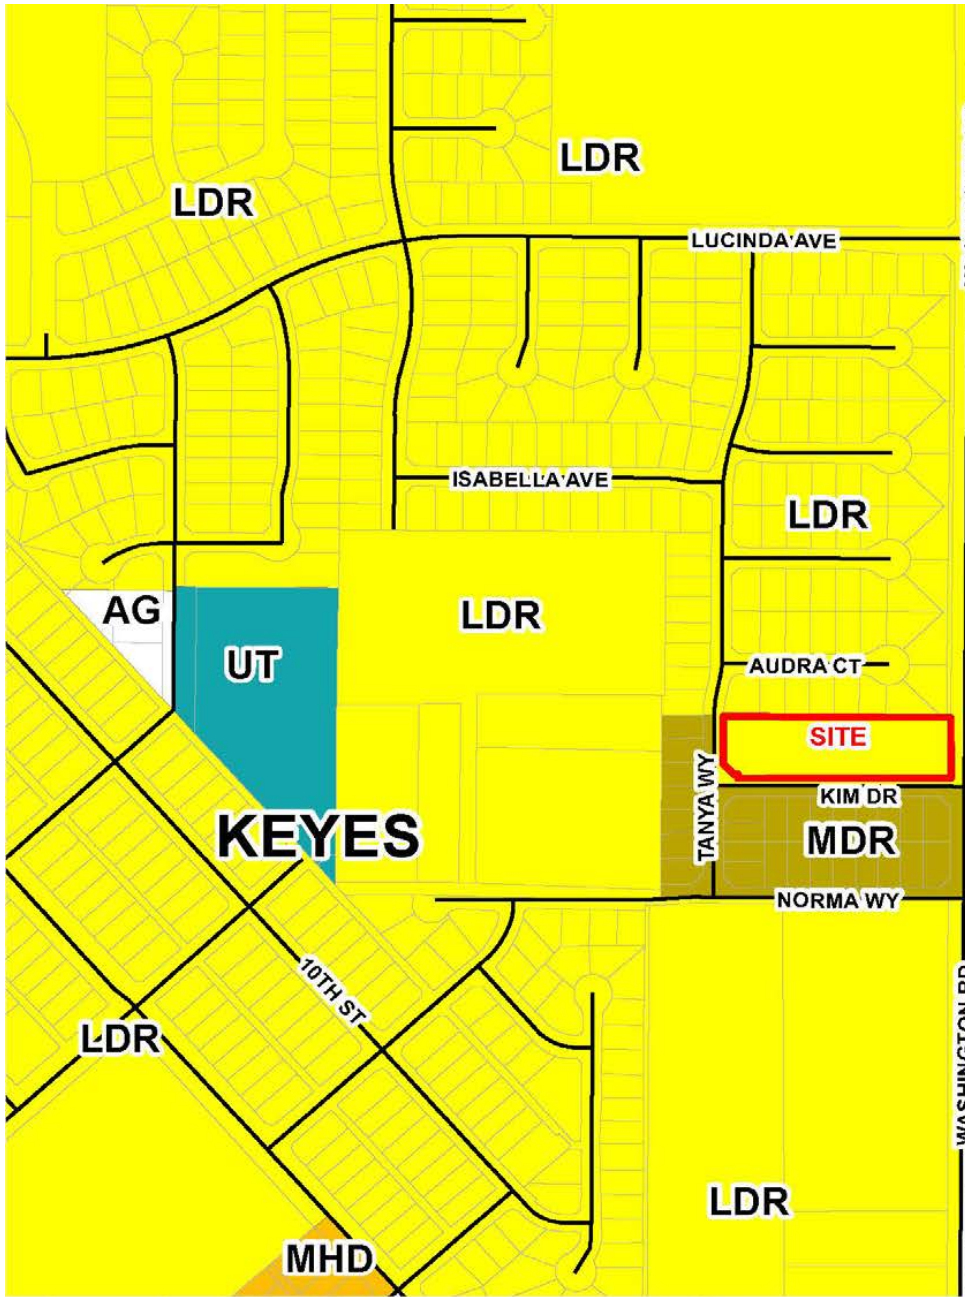 LDR
LDR
LUCINDA AVE
ISABELLA AVE
LDR
AG
LDR
UT
AUDRA CT
SITE
TANYA WY
KIM DR
KEYES
MDR
NORMA WY
10TH ST
WASHINGTON RD
LDR
LDR
MHD